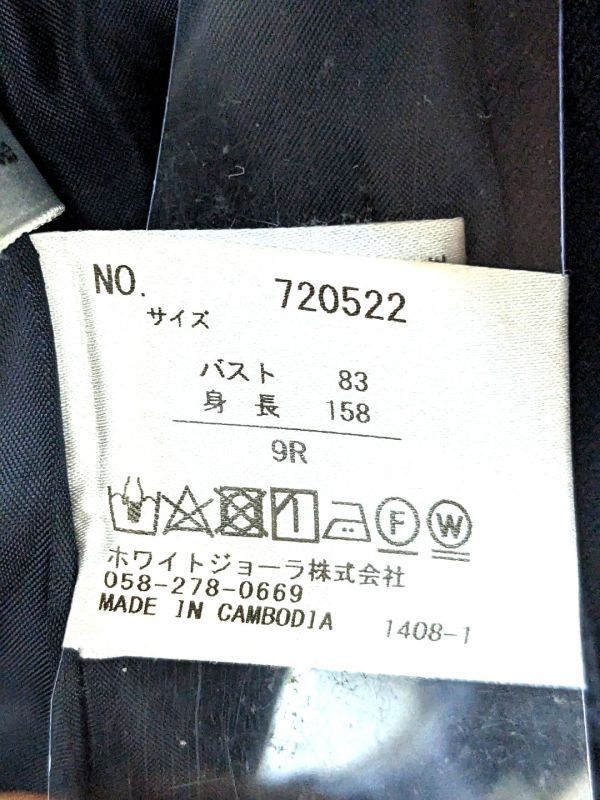 NO. 720522
サイズ
バスト 83
身長 158
9R
F W
ホワイトジョーラ株式会社
058-278-0669
MADE IN CAMBODIA 1408-1